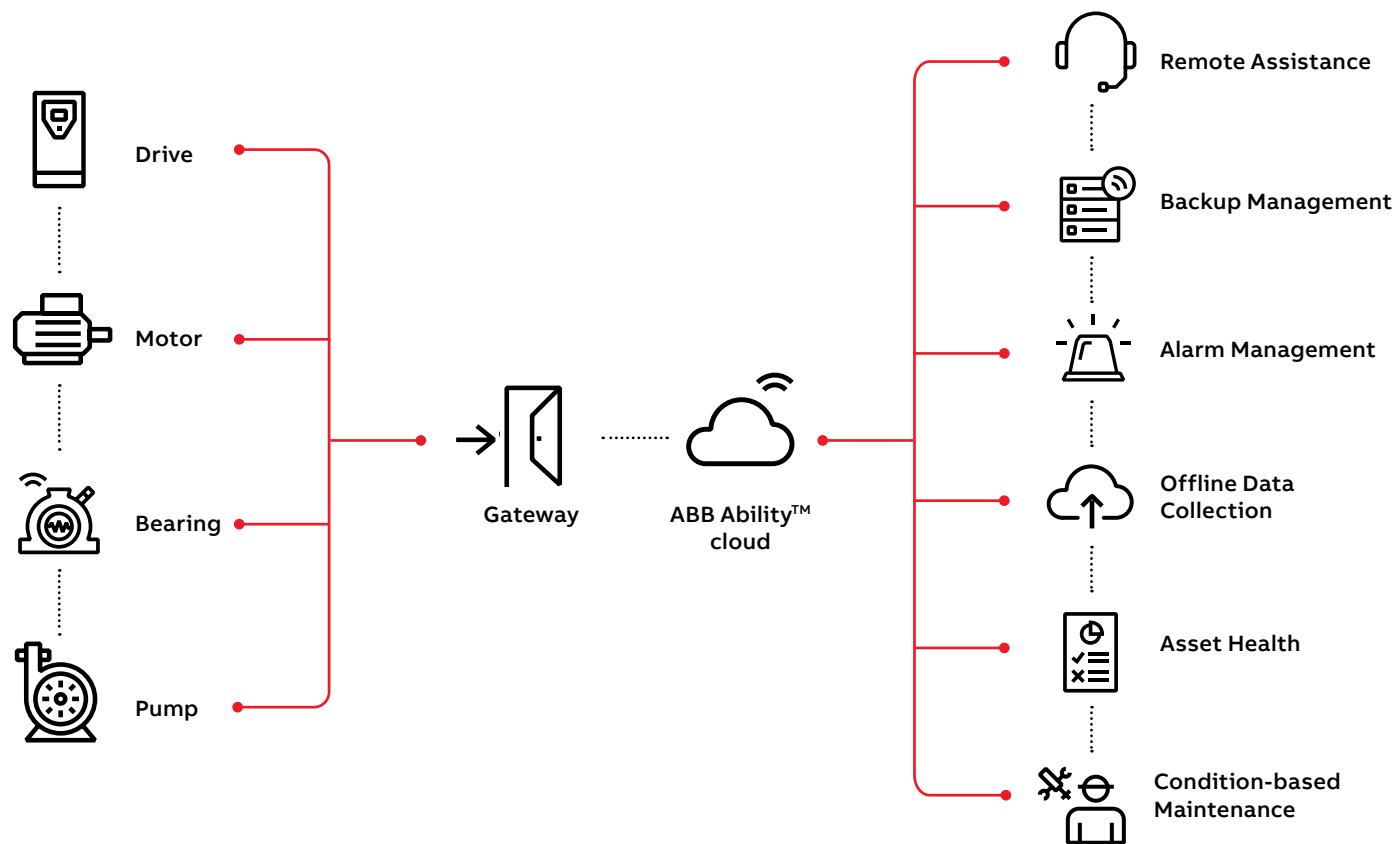 Drive
Motor
Bearing
Pump
Gateway
ABB Ability™
cloud
Remote Assistance
Backup Management
Alarm Management
Offline Data
Collection
Asset Health
Condition-based
Maintenance